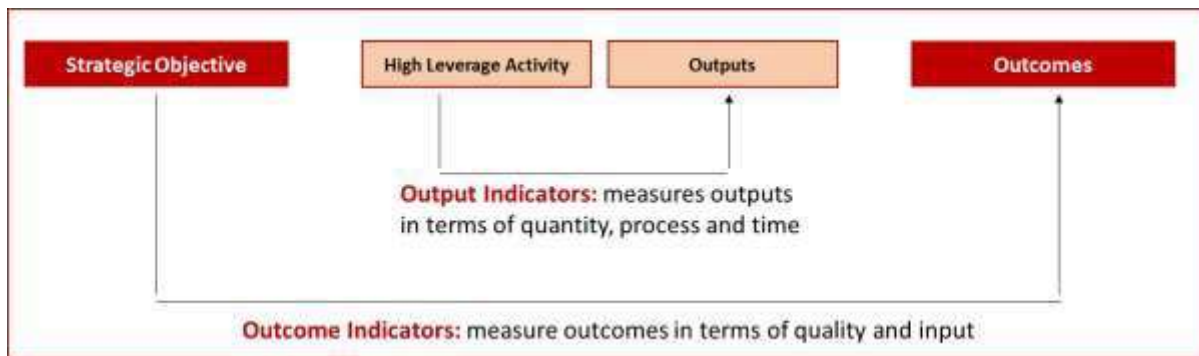 Strategic Objective
High Leverage Activity
Outputs
Outcomes
Output Indicators: measures outputs
in terms of quantity, process and time
Outcome Indicators: measure outcomes in terms of quality and input